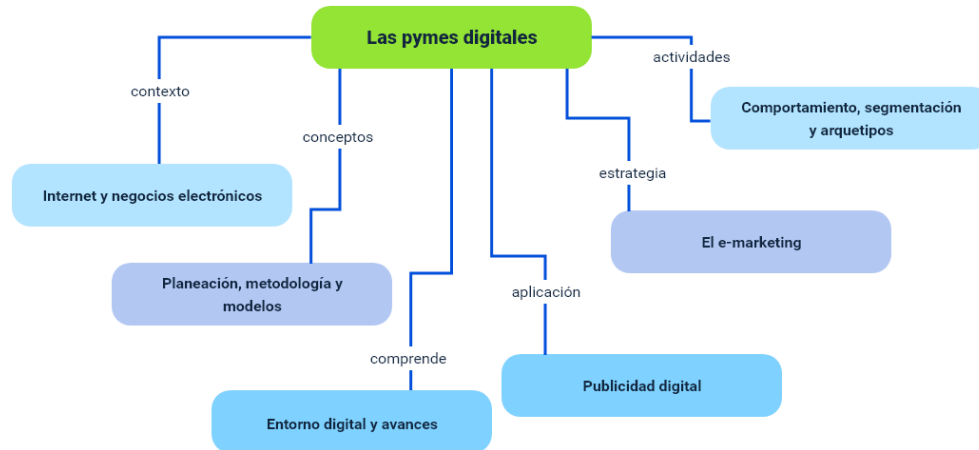 Las pymes digitales
contexto
Internet y negocios electrónicos
conceptos
Planeación, metodología y
modelos
comprende
Entorno digital y avances
aplicación
Publicidad digital
estrategia
El e-marketing
actividades
Comportamiento, segmentación
y arquetipos